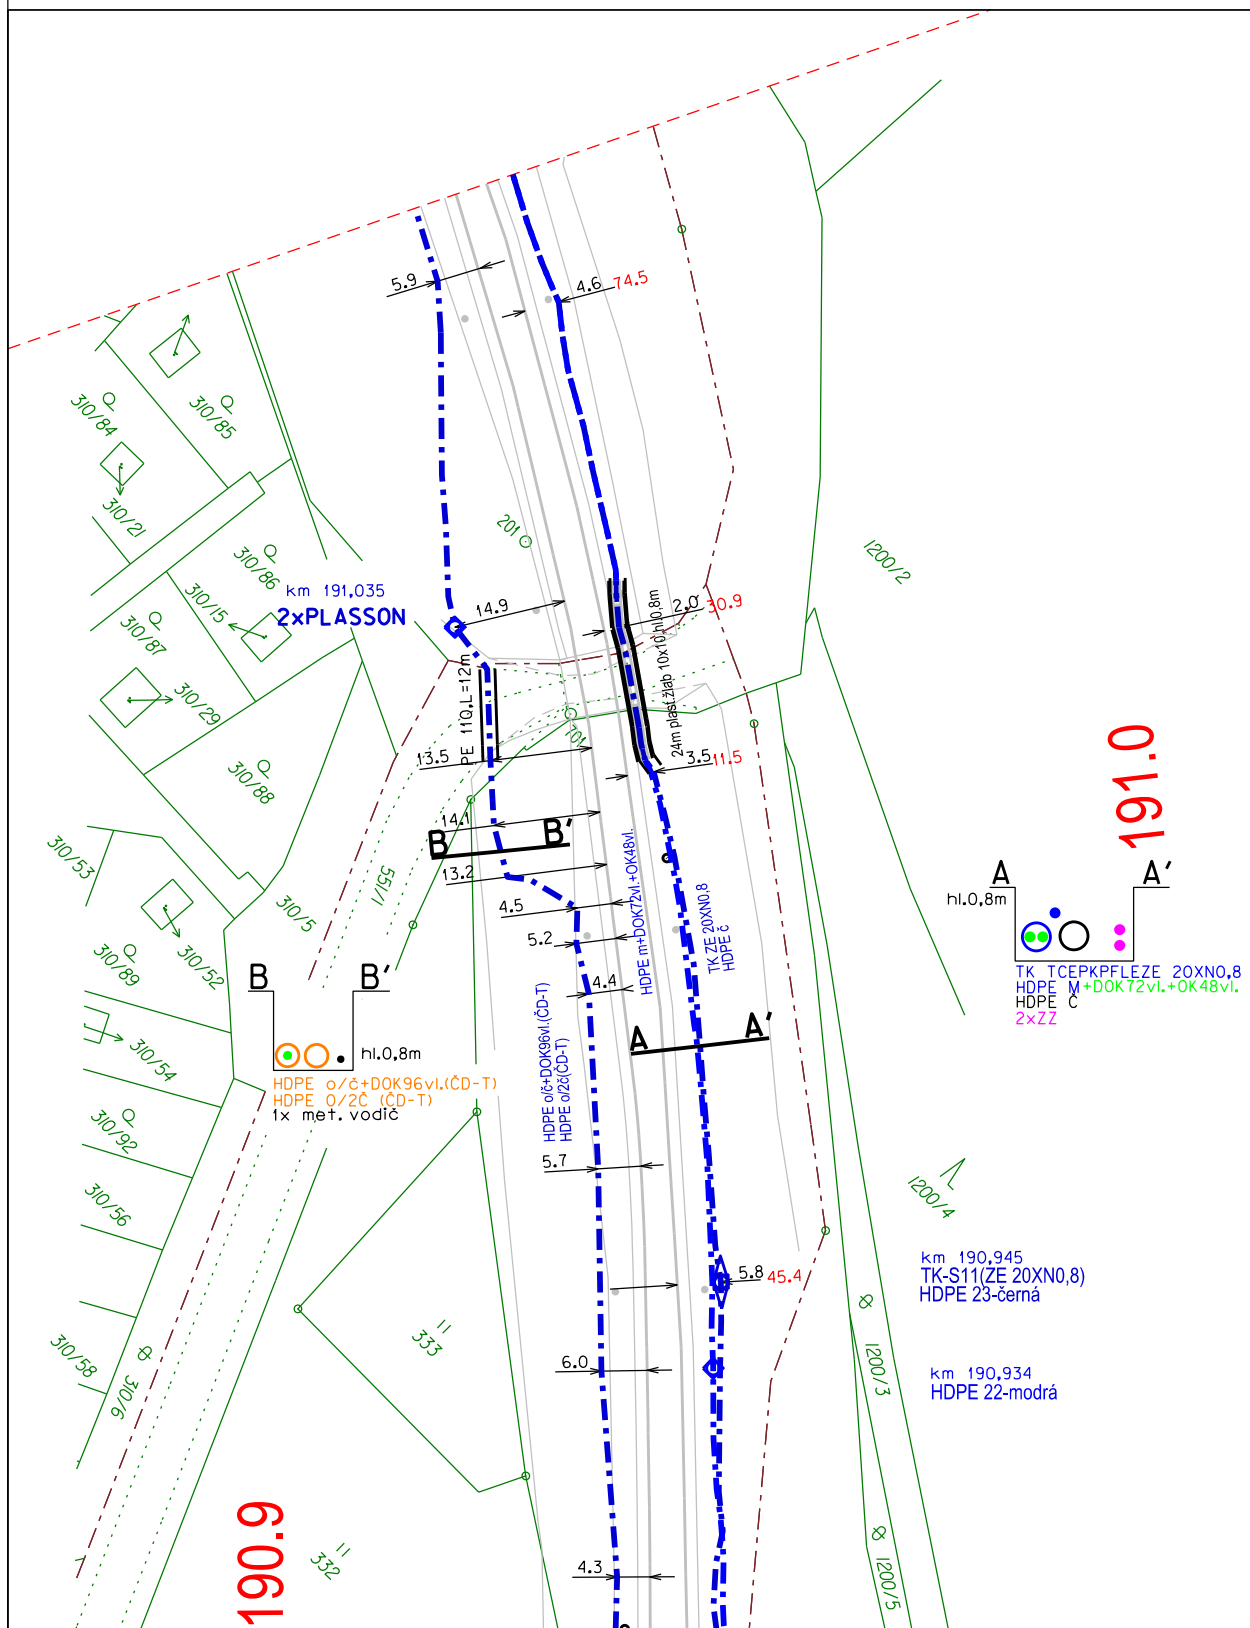 5.9
4.6 74.5
310/84
310/85
310/21
201
310/86
310/15
1200/2
km 191,035
2xPLASSON
14.9
2.0 30.9
310/87
310/29
PE 110,L=12m
24m plast.žlab 10x10,hl.0,8m
701
13.5
3.5 11.5
310/88
191.0
14.1
B B'
310/53
551/1
13.2
HDPE m+DOK72vl.+OK48vl.
TK ZE 20XN0,8
HDPE č
A A'
hl.0,8m
310/5
4.5
5.2
310/89
310/52
4.4
B B'
TK TCEPKPFLEZE 20XN0,8
HDPE M+DOK72vl.+OK48vl.
HDPE Č
2xZZ
A A'
310/54
hl.0,8m
HDPE o/č+DOK96vl.(ČD-T)
HDPE O/2Č (ČD-T)
1x met.vodič
HDPE o/č+DOK96vl.(ČD-T)
HDPE o/2č(ČD-T)
310/92
5.7
310/56
1200/4
km 190,945
TK-S11(ZE 20XN0,8)
HDPE 23-černá
5.8 45.4
333
310/58
310/6
6.0
1200/3
km 190,934
HDPE 22-modrá
190.9
332
4.3
1200/5